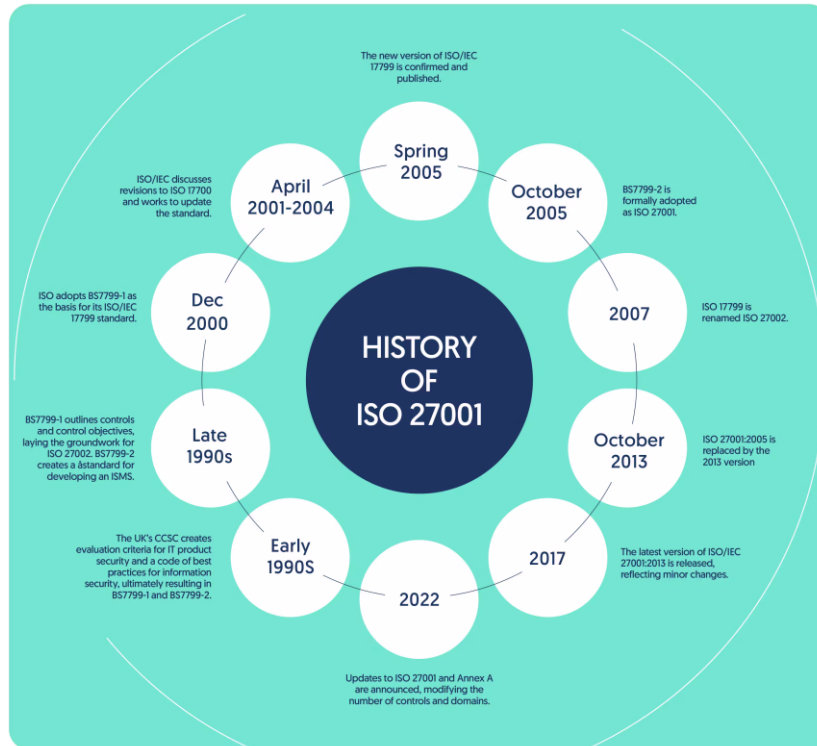 The new version of ISO/IEC
17799 is confirmed and
published.
Spring
2005
ISO/IEC discusses
revisions to ISO 17700
and works to update
the standard.
April
2001-2004
October
2005
BS7799-2 is
formally adopted
as ISO 27001.
ISO adopts BS7799-1 as
the basis for its ISO/IEC
17799 standard.
Dec
2000
2007
ISO 17799 is
renamed ISO 27002.
HISTORY
OF
ISO 27001
BS7799-1 outlines controls
and control objectives,
laying the groundwork for
ISO 27002. BS7799-2
creates a åstandard for
developing an ISMS.
Late
1990s
October
2013
ISO 27001:2005 is
replaced by the
2013 version
The UK's CCSC creates
evaluation criteria for IT product
security and a code of best
practices for information
security, ultimately resulting in
BS7799-1 and BS7799-2.
Early
1990S
2017
The latest version of ISO/IEC
27001:2013 is released,
reflecting minor changes.
2022
Updates to ISO 27001 and Annex A
are announced, modifying the
number of controls and domains.